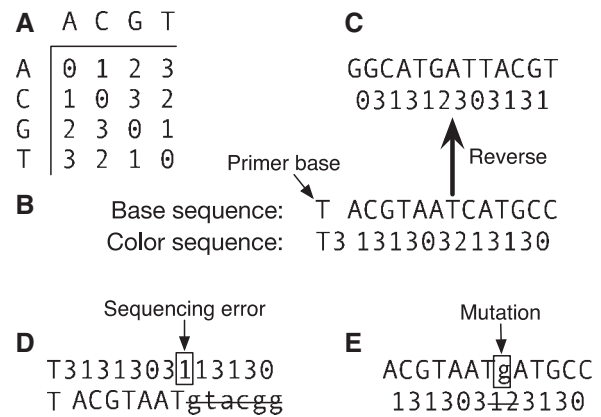 A
A C G T
A 0 1 2 3
C 1 0 3 2
G 2 3 0 1
T 3 2 1 0
C
GGCATGATTACGT
031312303131
Reverse
Primer base
B
Base sequence: T ACGTAATCATGCC
Color sequence: T3 131303213130
Sequencing error
D
T3131303113130
T ACGTAATgtacgg
Mutation
E
ACGTAATgATGCC
131303123130